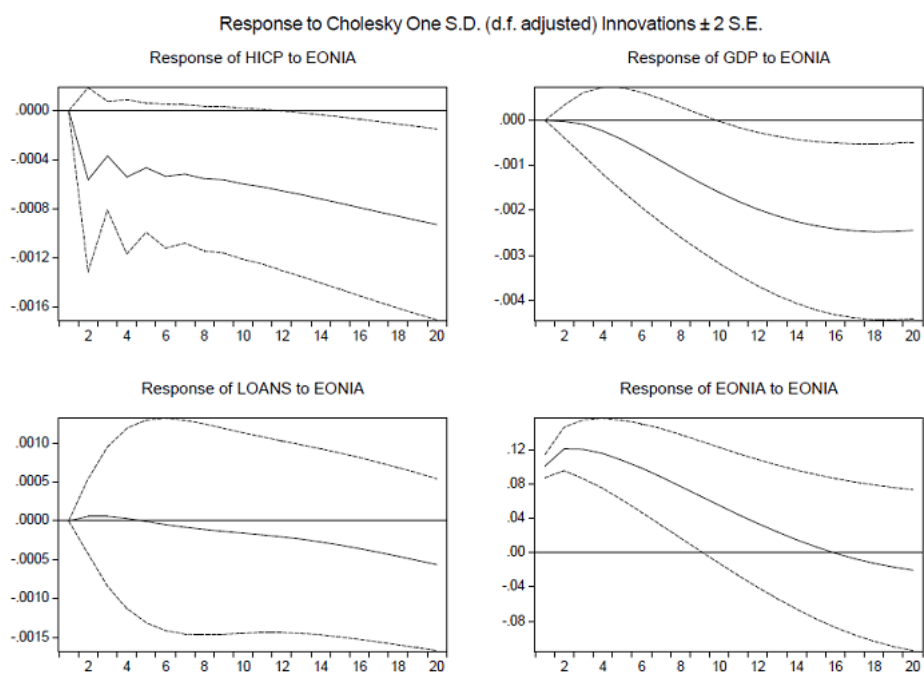 Response to Cholesky One S.D. (d.f. adjusted) Innovations ± 2 S.E.
Response of HICP to EONIA
.0000
-.0004
-.0008
-.0012
-.0016
2 4 6 8 10 12 14 16 18 20
Response of GDP to EONIA
.000
-.001
-.002
-.003
-.004
2 4 6 8 10 12 14 16 18 20
Response of LOANS to EONIA
.0010
.0005
.0000
-.0005
-.0010
-.0015
2 4 6 8 10 12 14 16 18 20
Response of EONIA to EONIA
.12
.08
.04
.00
-.04
-.08
2 4 6 8 10 12 14 16 18 20